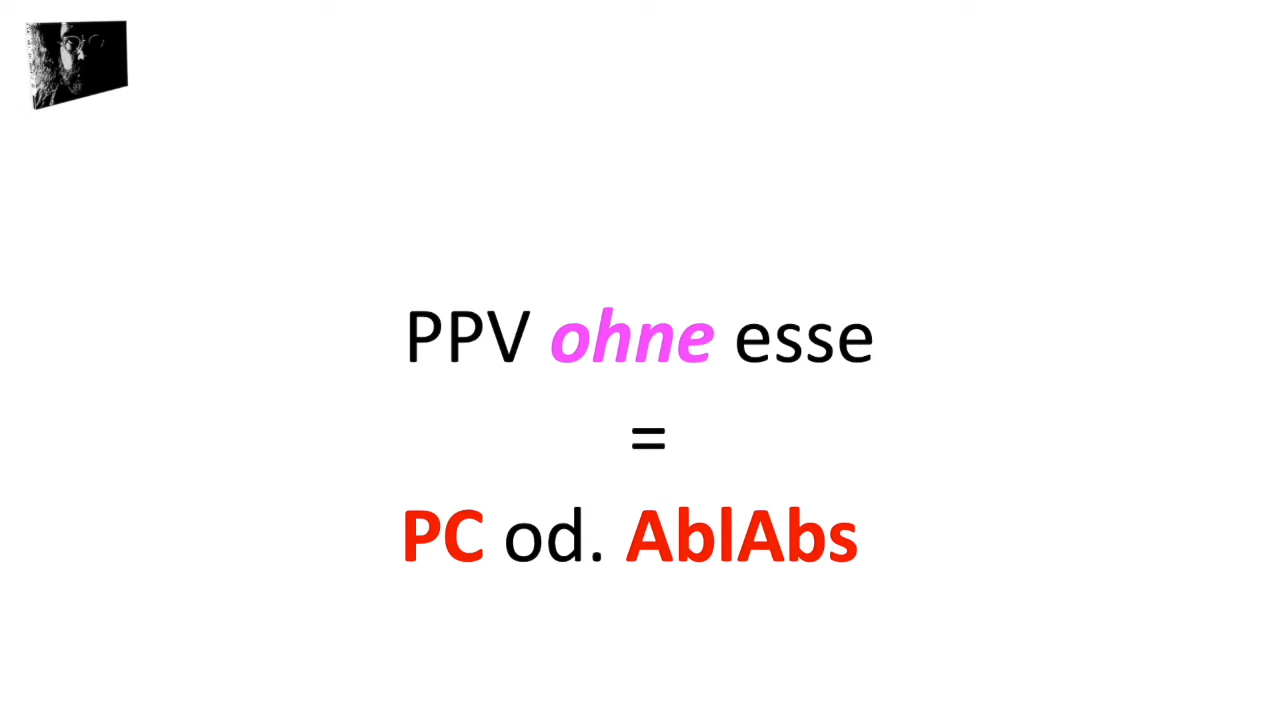 PPV ohne esse
=
PC od. AblAbs